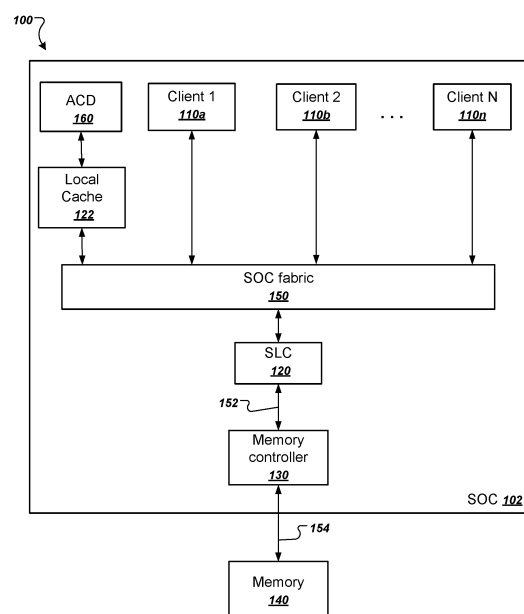 100
ACD
160
Client 1
110a
Client 2
110b
. . .
Client N
110n
Local
Cache
122
SOC fabric
150
SLC
120
152
Memory
controller
130
SOC 102
154
Memory
140